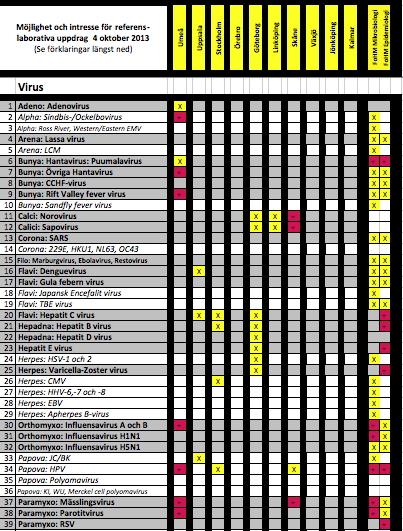 Möjlighet och intresse för referens-
laborativa uppdrag 4 oktober 2013
(Se förklaringar längst ned)
Umeå
Uppsala
Stockholm
Örebro
Göteborg
Linköping
Skåne
Växjö
Jönköping
Kalmar
FoHM Mikrobiologi
FoHM Epidemiologi
Virus
1 Adeno: Adenovirus X
2 Alpha: Sindbis-/Ockelbovirus + X
3 Alpha: Ross River, Western/Eastern EMV X
4 Arena: Lassa virus X X
5 Arena: LCM X
6 Bunya: Hantavirus: Puumalavirus X + +
7 Bunya: Övriga Hantavirus + X X
8 Bunya: CCHF-virus X X
9 Bunya: Rift Valley fever virus + X X
10 Bunya: Sandfly fever virus X
11 Calici: Norovirus X X +
12 Calici: Sapovirus X X +
13 Corona: SARS X X
14 Corona: 229E, HKU1, NL63, OC43
15 Filo: Marburgvirus, Ebolavirus, Restovirus X X
16 Flavi: Denguevirus X X X
17 Flavi: Gula febern virus X X
18 Flavi: Japansk Encefalit virus X
19 Flavi: TBE virus X X
20 Flavi: Hepatit C virus X X X X +
21 Hepadna: Hepatit B virus X X X +
22 Hepadna: Hepatit D virus X X
23 Hepatit E virus X X +
24 Herpes: HSV-1 och 2 X X
25 Herpes: Varicella-Zoster virus X X +
26 Herpes: CMV X X
27 Herpes: HHV-6,-7 och -8 X
28 Herpes: EBV X
29 Herpes: Apherpes B-virus X
30 Orthomyxo: Influensavirus A och B + + X
31 Orthomyxo: Influensavirus H1N1 + X
32 Orthomyxo: Influensavirus H5N1 X X
33 Papova: JC/BK X X
34 Papova: HPV + X X + +
35 Papova: Polyomavirus
36 Papova: KI, WU, Merckel cell polyomavirus
37 Paramyxo: Mässlingsvirus + + + X
38 Paramyxo: Parotitvirus + + X
39 Paramyxo: RSV +